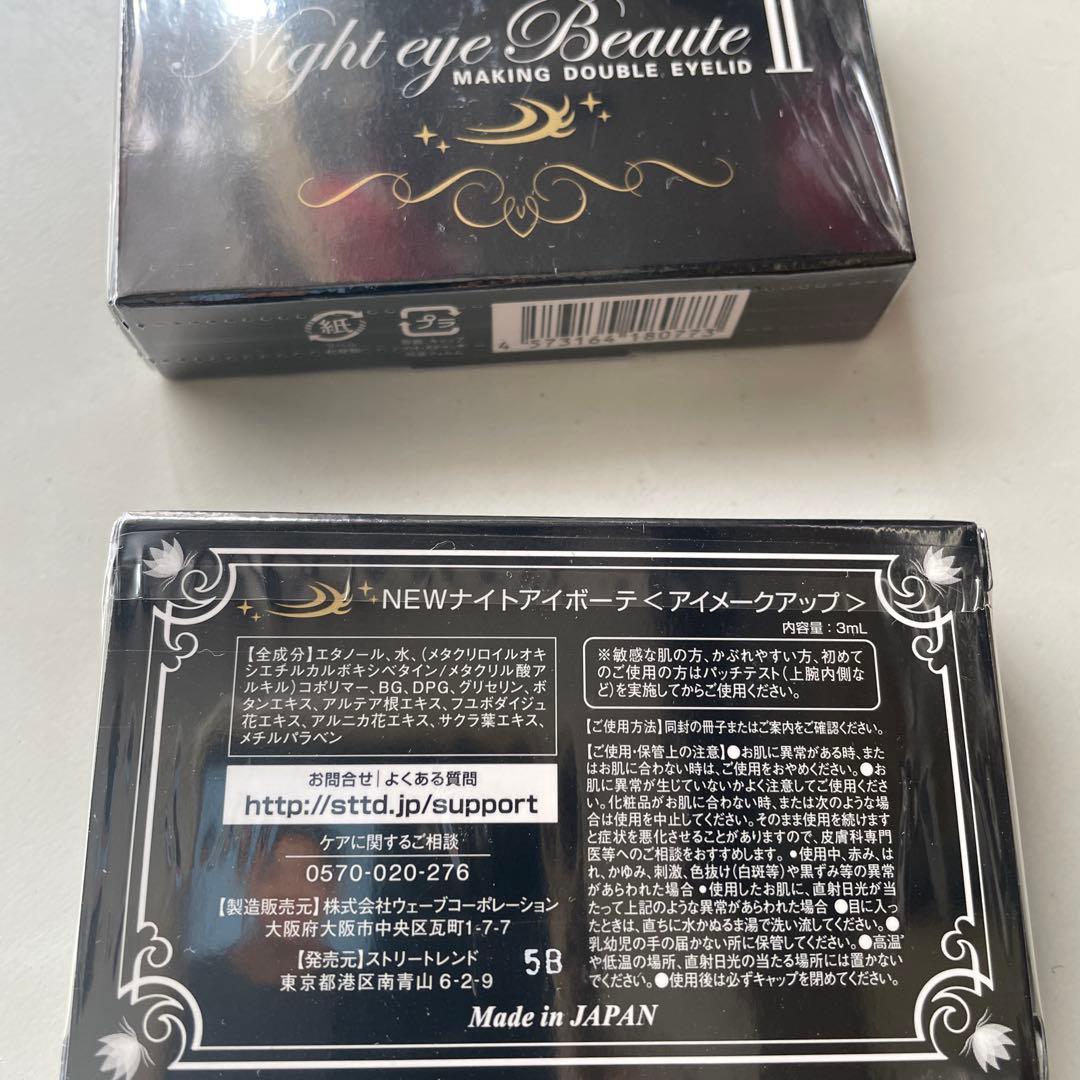 Night eye Beaute II
MAKING DOUBLE EYELID
紙
プラ
4 573164 180773
NEWナイトアイボーテ＜アイメークアップ＞
内容量：3mL
【全成分】エタノール、水、（メタクリロイルオキ
シエチルカルボキシベタイン/メタクリル酸ア
ルキル）コポリマー、BG、DPG、グリセリン、ボ
タンエキス、アルテア根エキス、フユボダイジュ
花エキス、アルニカ花エキス、サクラ葉エキス、
メチルパラベン
お問合せ|よくある質問
http://sttd.jp/support
ケアに関するご相談
0570-020-276
【製造販売元】株式会社ウェーブコーポレーション
大阪府大阪市中央区瓦町1-7-7
【発売元】ストリートレンド
東京都港区南青山6-2-9
5B
※敏感な肌の方、かぶれやすい方、初めて
のご使用の方はパッチテスト（上腕内側な
ど）を実施してからご使用ください。
【ご使用方法】同封の冊子またはご案内をご確認ください。
【ご使用・保管上の注意】●お肌に異常がある時、また
はお肌に合わない時は、ご使用をおやめください。●お
肌に異常が生じていないかよく注意してご使用くださ
い。化粧品がお肌に合わない時、または次のような場
合は使用を中止してください。そのまま使用を続けます
と症状を悪化させることがありますので、皮膚科専門
医等へのご相談をおすすめします。•使用中、赤み、は
れ、かゆみ、刺激、色抜け（白斑等）や黒ずみ等の異常
があらわれた場合 •使用したお肌に、直射日光が当
たって上記のような異常があらわれた場合 ●目に入っ
たときは、直ちに水かぬるま湯で洗い流してください。●
乳幼児の手の届かない所に保管してください。●高温
や低温の場所、直射日光の当たる場所には置かない
でください。●使用後は必ずキャップを閉めてください。
Made in JAPAN